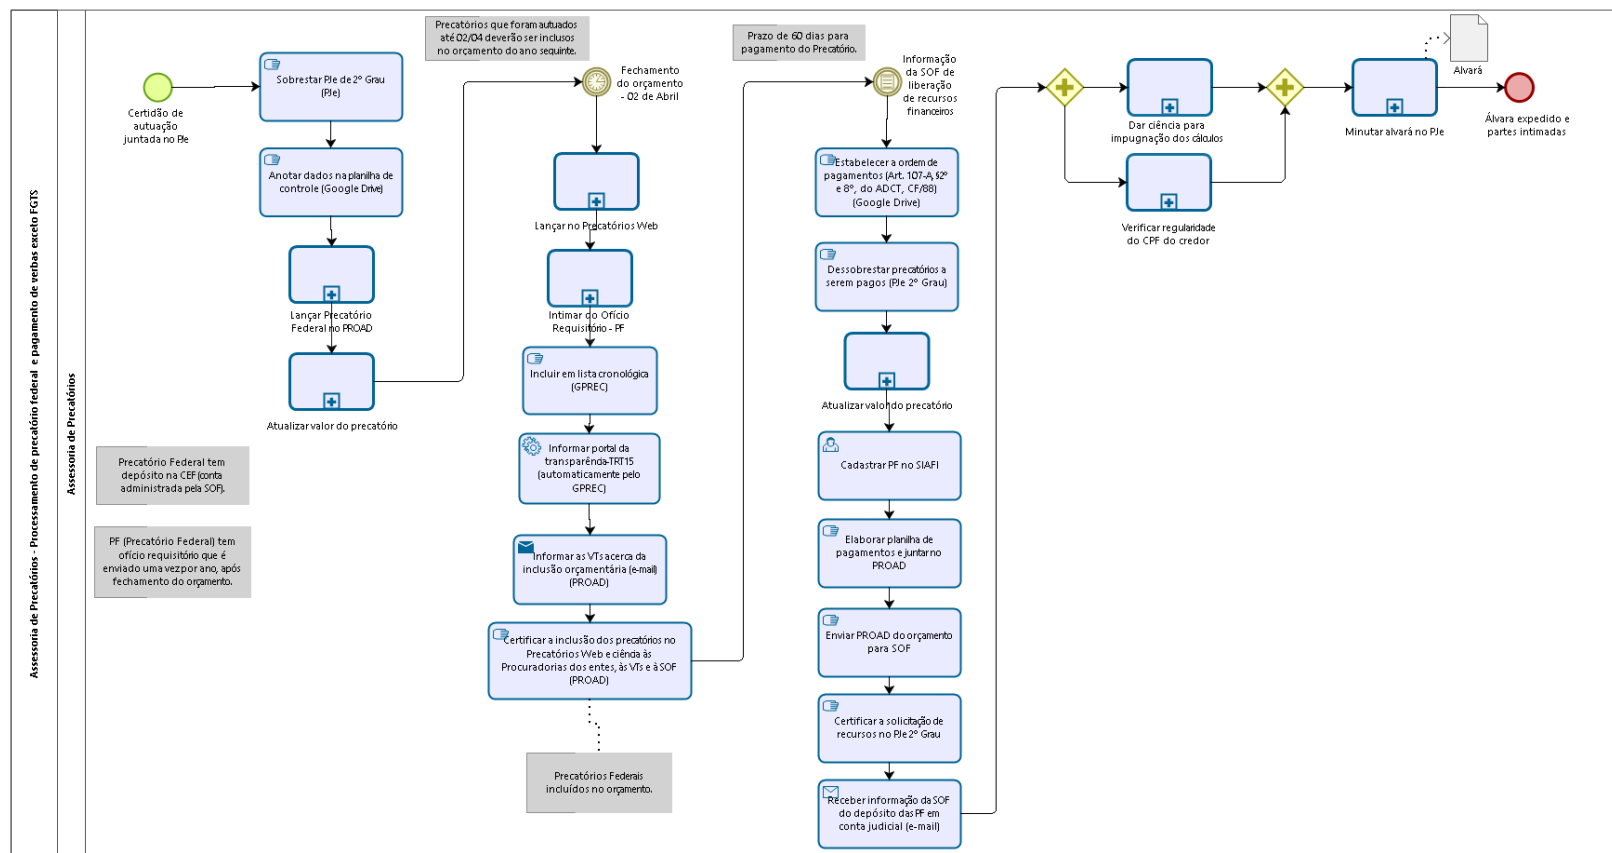 Assessoria de Precatórios - Processamento de precatório federal e pagamento de verbas exceto FGTS
Assessoria de Precatórios
Certidão de
autuação
juntada no PJe
Sobrestar PJe de 2º Grau
(PJe)
Anotar dados na planilha de
controle (Google Drive)
Lançar Precatório
Federal no PROAD
Atualizar valor do precatório
Precatório Federal tem
depósito na CEF (conta
administrada pela SOF).
PF (Precatório Federal) tem
ofício requisitório que é
enviado uma vez por ano, após
fechamento do orçamento.
Precatórios que foram autuados
até 02/04 deverão ser inclusos
no orçamento do ano seguinte.
Fechamento
do orçamento
- 02 de Abril
Lançar no Precatórios Web
Intimar do Ofício
Requisitório - PF
Incluir em lista cronológica
(GPREC)
Informar portal da
transparência-TRT15
(automaticamente pelo
GPREC)
Informar as VTs acerca da
inclusão orçamentária (e-mail)
(PROAD)
Certificar a inclusão dos precatórios no
Precatórios Web e ciência às
Procuradorias dos entes, às VTs e à SOF
(PROAD)
Precatórios Federais
incluídos no orçamento.
Prazo de 60 dias para
pagamento do Precatório.
Informação
da SOF de
liberação
de recursos
financeiros
Estabelecer a ordem de
pagamentos (Art. 107-A, §2º
e 8º, do ADCT, CF/88)
(Google Drive)
Dessobrestar precatórios a
serem pagos (PJe 2º Grau)
Atualizar valor do precatório
Cadastrar PF no SIAFI
Elaborar planilha de
pagamentos e juntar no
PROAD
Enviar PROAD do orçamento
para SOF
Certificar a solicitação de
recursos no PJe 2º Grau
Receber informação da SOF
do depósito das PF em
conta judicial (e-mail)
Dar ciência para
impugnação dos cálculos
Verificar regularidade
do CPF do credor
Minutar alvará no PJe
Alvará
Álvara expedido e
partes intimadas